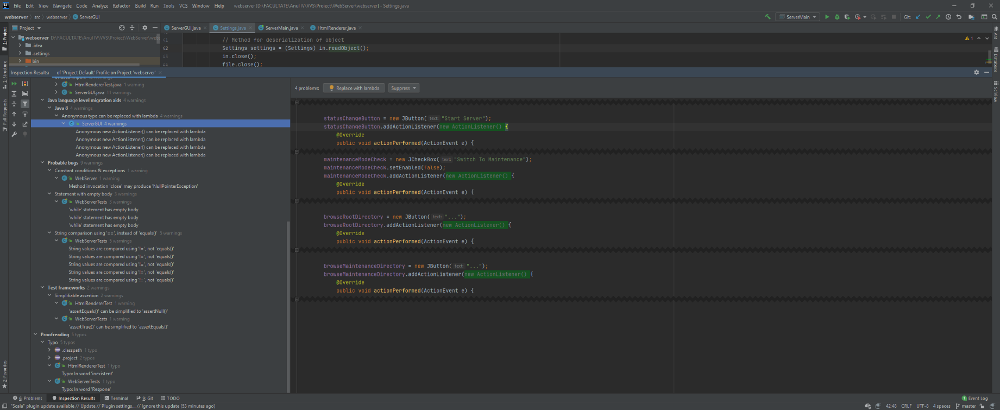 File Edit View Navigate Code Analyze Refactor Build Run Tools VCS Window Help webserver [D:\FACULTATE\Anul IV\VVS\Project\WebServer\webserver] - Settings.java
webserver src webserver ServerGUI ServerMain Git:
Project ServerGUI.java Settings.java ServerMain.java HtmlRenderer.java
webserver D:\FACULTATE\Anul IV\VVS\Project\WebServer\webs
.idea
.settings
bin
41 // Method for deserialization of object
42 Settings settings = (Settings) in.readObject();
43 in.close();
44 file.close();
1
1: Project
Z: Structure
Pull Requests
2: Favorites
Ant
Database
SciView
Inspection Results: of 'Project Default' Profile on Project 'webserver'
Unused import 12 warnings
HtmlRendererTest.java 1 warning
ServerGUI.java 11 warnings
Java language level migration aids 4 warnings
Java 8 4 warnings
Anonymous type can be replaced with lambda 4 warnings
ServerGUI 4 warnings
Anonymous new ActionListener() can be replaced with lambda
Anonymous new ActionListener() can be replaced with lambda
Anonymous new ActionListener() can be replaced with lambda
Anonymous new ActionListener() can be replaced with lambda
Probable bugs 9 warnings
Constant conditions & exceptions 1 warning
WebServer 1 warning
Method invocation 'close' may produce 'NullPointerException'
Statement with empty body 3 warnings
WebServerTests 3 warnings
'while' statement has empty body
'while' statement has empty body
'while' statement has empty body
String comparison using '==', instead of 'equals()' 5 warnings
WebServerTests 5 warnings
String values are compared using '!=', not 'equals()'
String values are compared using '!=', not 'equals()'
String values are compared using '!=', not 'equals()'
String values are compared using '!=', not 'equals()'
String values are compared using '!=', not 'equals()'
Test frameworks 2 warnings
Simplifiable assertion 2 warnings
HtmlRendererTest 1 warning
'assertEquals()' can be simplified to 'assertNull()'
WebServerTests 1 warning
'assertTrue()' can be simplified to 'assertEquals()'
Proofreading 5 typos
Typo 5 typos
.classpath 1 typo
.project 2 typos
HtmlRendererTest 1 typo
Typo: In word 'inexistent'
WebServerTests 1 typo
Typo: In word 'Respone'
4 problems: Replace with lambda Suppress
statusChangeButton = new JButton( text: "Start Server");
statusChangeButton.addActionListener(new ActionListener() {
@Override
public void actionPerformed(ActionEvent e) {
maintenanceModeCheck = new JCheckBox( text: "Switch To Maintenance");
maintenanceModeCheck.setEnabled(false);
maintenanceModeCheck.addActionListener(new ActionListener() {
@Override
public void actionPerformed(ActionEvent e) {
browseRootDirectory = new JButton( text: "...");
browseRootDirectory.addActionListener(new ActionListener() {
@Override
public void actionPerformed(ActionEvent e) {
browseMaintenanceDirectory = new JButton( text: "...");
browseMaintenanceDirectory.addActionListener(new ActionListener() {
@Override
public void actionPerformed(ActionEvent e) {
6: Problems Inspection Results Terminal 9: Git TODO 1 Event Log
"Scala" plugin update available // Update // Plugin settings... // Ignore this update (53 minutes ago) 42:48 CRLF UTF-8 4 spaces master